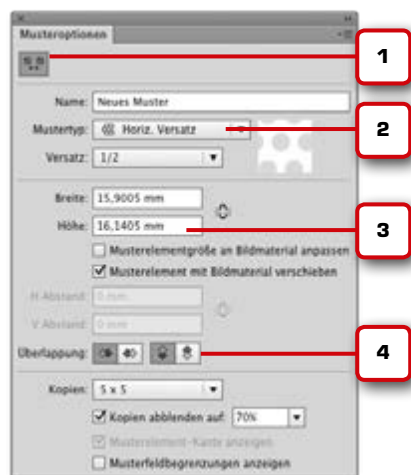 Musteroptionen
1
Name: Neues Muster
Mustertyp: Horiz. Versatz
2
Versatz: 1/2
Breite: 15,9005 mm
Höhe: 16,1405 mm
3
Musterelementgröße an Bildmaterial anpassen
Musterelement mit Bildmaterial verschieben
H Abstand: 0 mm
V Abstand: 0 mm
Überlappung:
4
Kopien: 5 x 5
Kopien abblenden auf: 70%
Musterelement-Kante anzeigen
Musterfeldbegrenzungen anzeigen